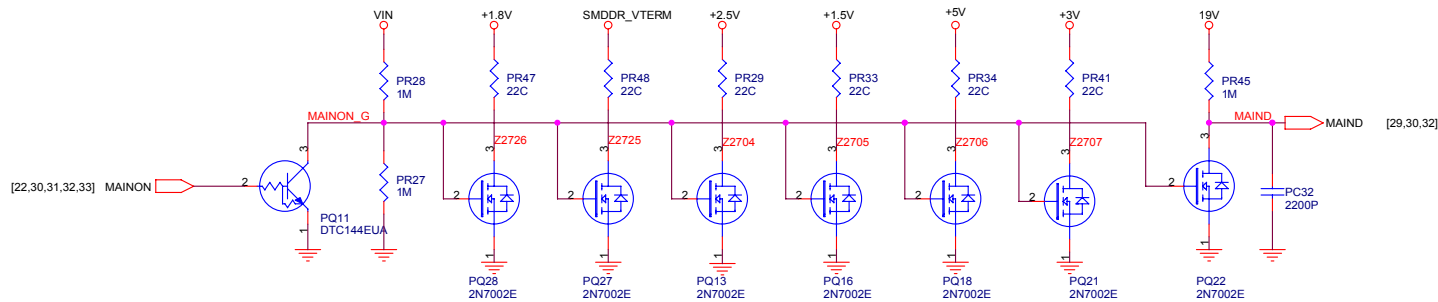 VIN
+1.8V
SMDDR_VTERM
+2.5V
+1.5V
+5V
+3V
19V
PR28
1M
PR47
22C
PR48
22C
PR29
22C
PR33
22C
PR34
22C
PR41
22C
PR45
1M
MAINON_G
MAIND
MAIND
[29,30,32]
3
Z2726
3
Z2725
3
Z2704
3
Z2705
3
Z2706
3
Z2707
3
3
[22,30,31,32,33]
MAINON
2
PR27
1M
2
2
2
2
2
2
2
PC32
2200P
1
PQ11
DTC144EUA
1
1
1
1
1
1
1
PQ28
2N7002E
PQ27
2N7002E
PQ13
2N7002E
PQ16
2N7002E
PQ18
2N7002E
PQ21
2N7002E
PQ22
2N7002E